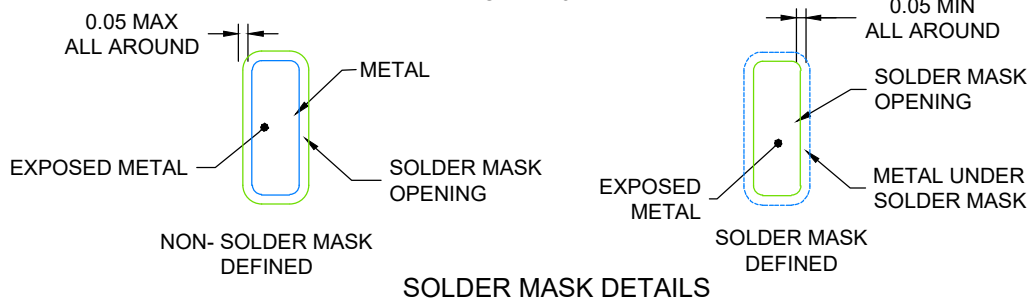 0.05 MAX
ALL AROUND
METAL
EXPOSED METAL
SOLDER MASK
OPENING
NON- SOLDER MASK
DEFINED
0.05 MIN
ALL AROUND
SOLDER MASK
OPENING
EXPOSED
METAL
METAL UNDER
SOLDER MASK
SOLDER MASK
DEFINED
SOLDER MASK DETAILS